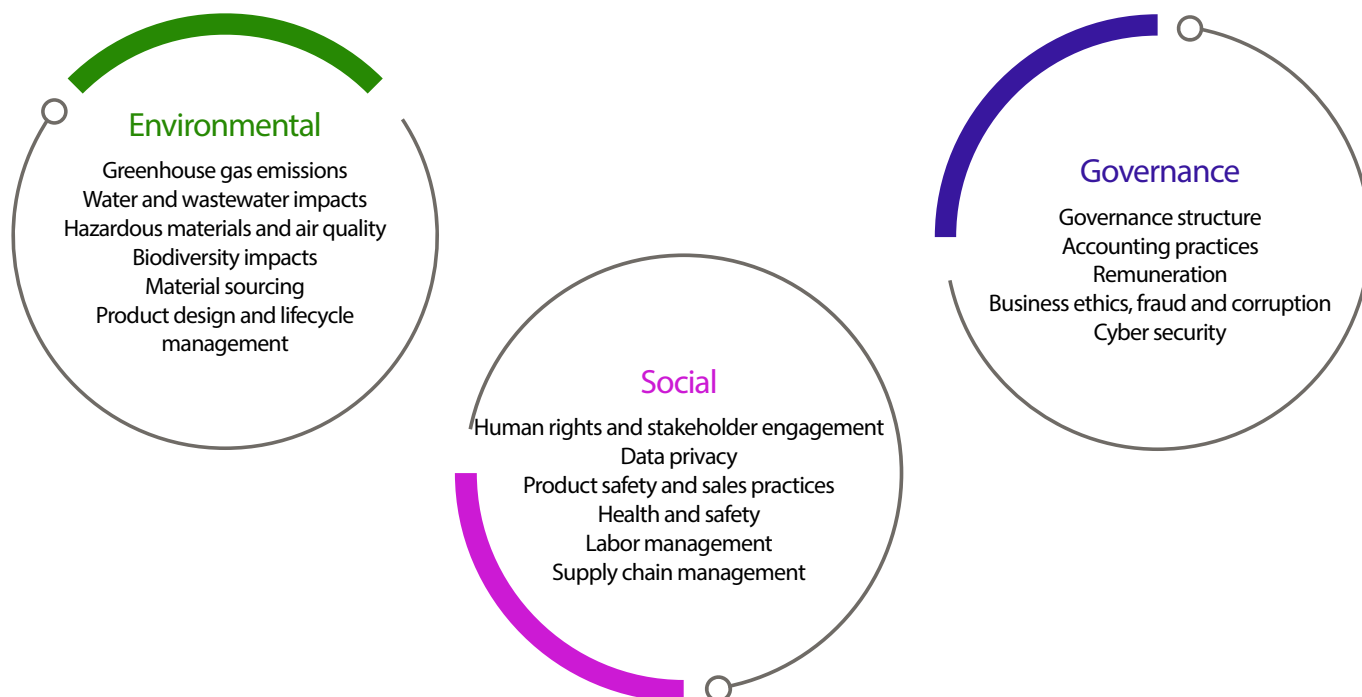 Environmental
Greenhouse gas emissions
Water and wastewater impacts
Hazardous materials and air quality
Biodiversity impacts
Material sourcing
Product design and lifecycle
management
Social
Human rights and stakeholder engagement
Data privacy
Product safety and sales practices
Health and safety
Labor management
Supply chain management
Governance
Governance structure
Accounting practices
Remuneration
Business ethics, fraud and corruption
Cyber security